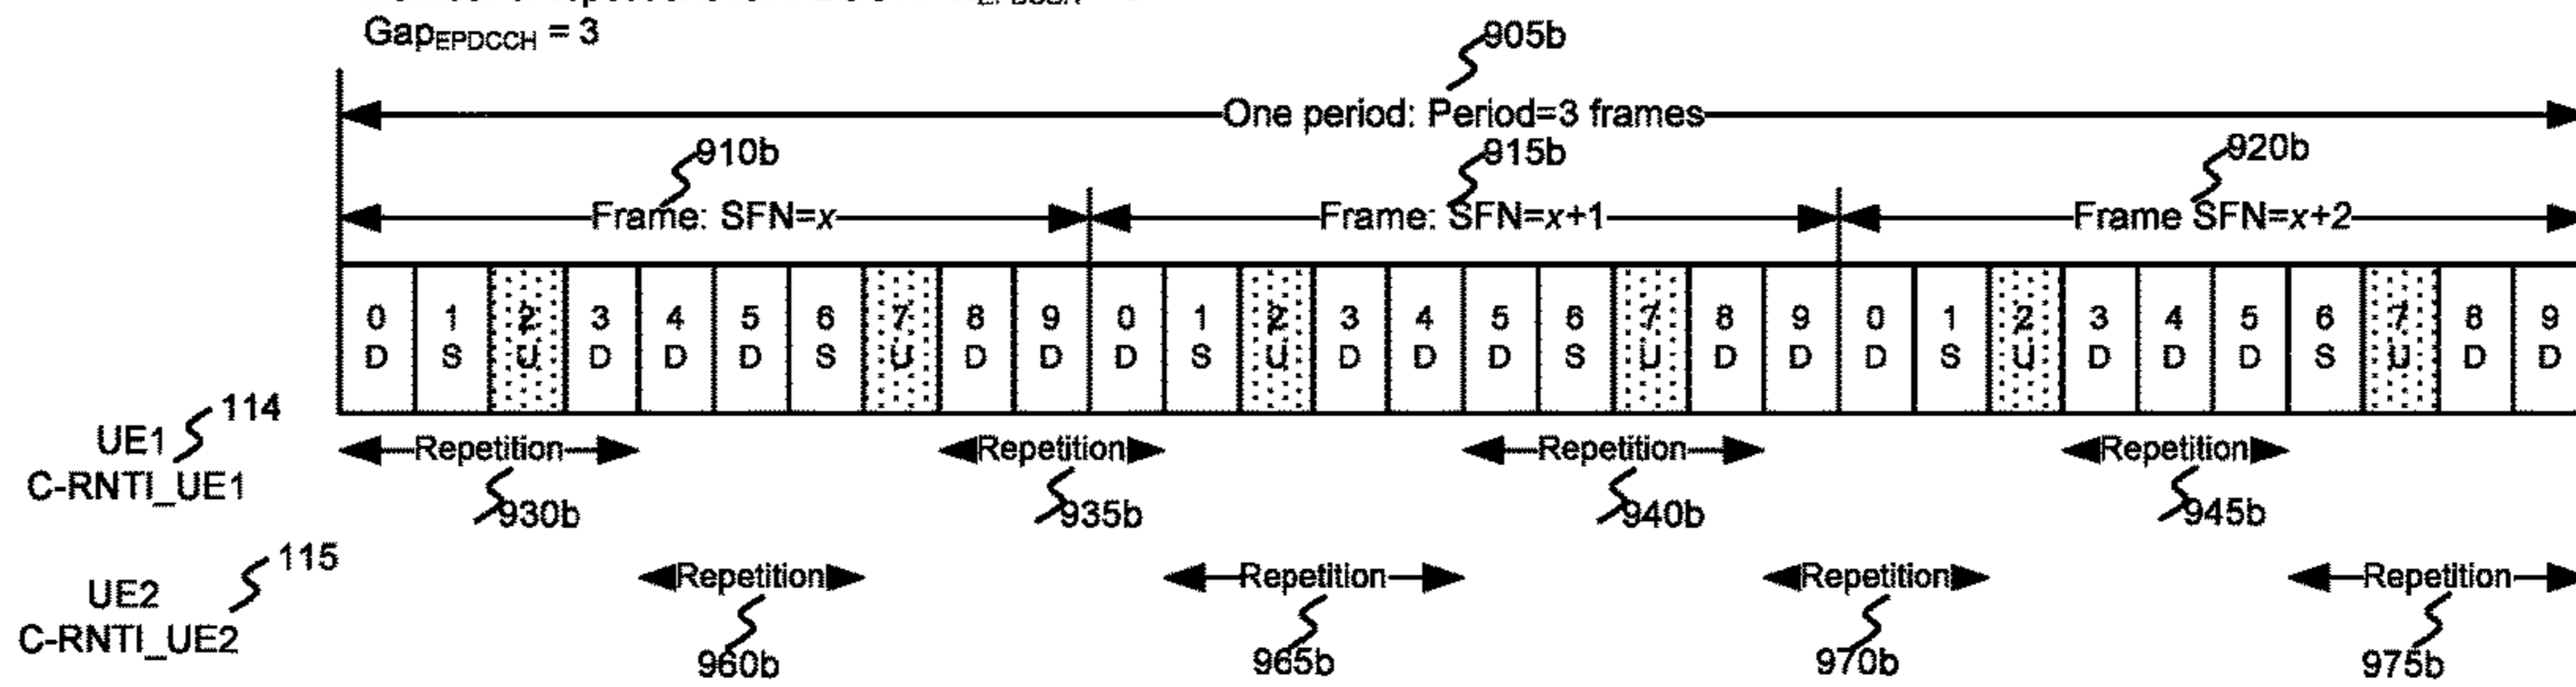 GapEPDCCH = 3
905b
One period: Period=3 frames
910b
915b
920b
Frame: SFN=x
Frame: SFN=x+1
Frame SFN=x+2
0 1 2 3 4 5 6 7 8 9 0 1 2 3 4 5 6 7 8 9 0 1 2 3 4 5 6 7 8 9
D S U D D D S U D D D S U D D D S U D D D S U D D D S U D D
114
UE1
C-RNTI_UE1
Repetition Repetition Repetition Repetition
930b 935b 940b 945b
115
UE2
C-RNTI_UE2
Repetition Repetition Repetition Repetition
960b 965b 970b 975b